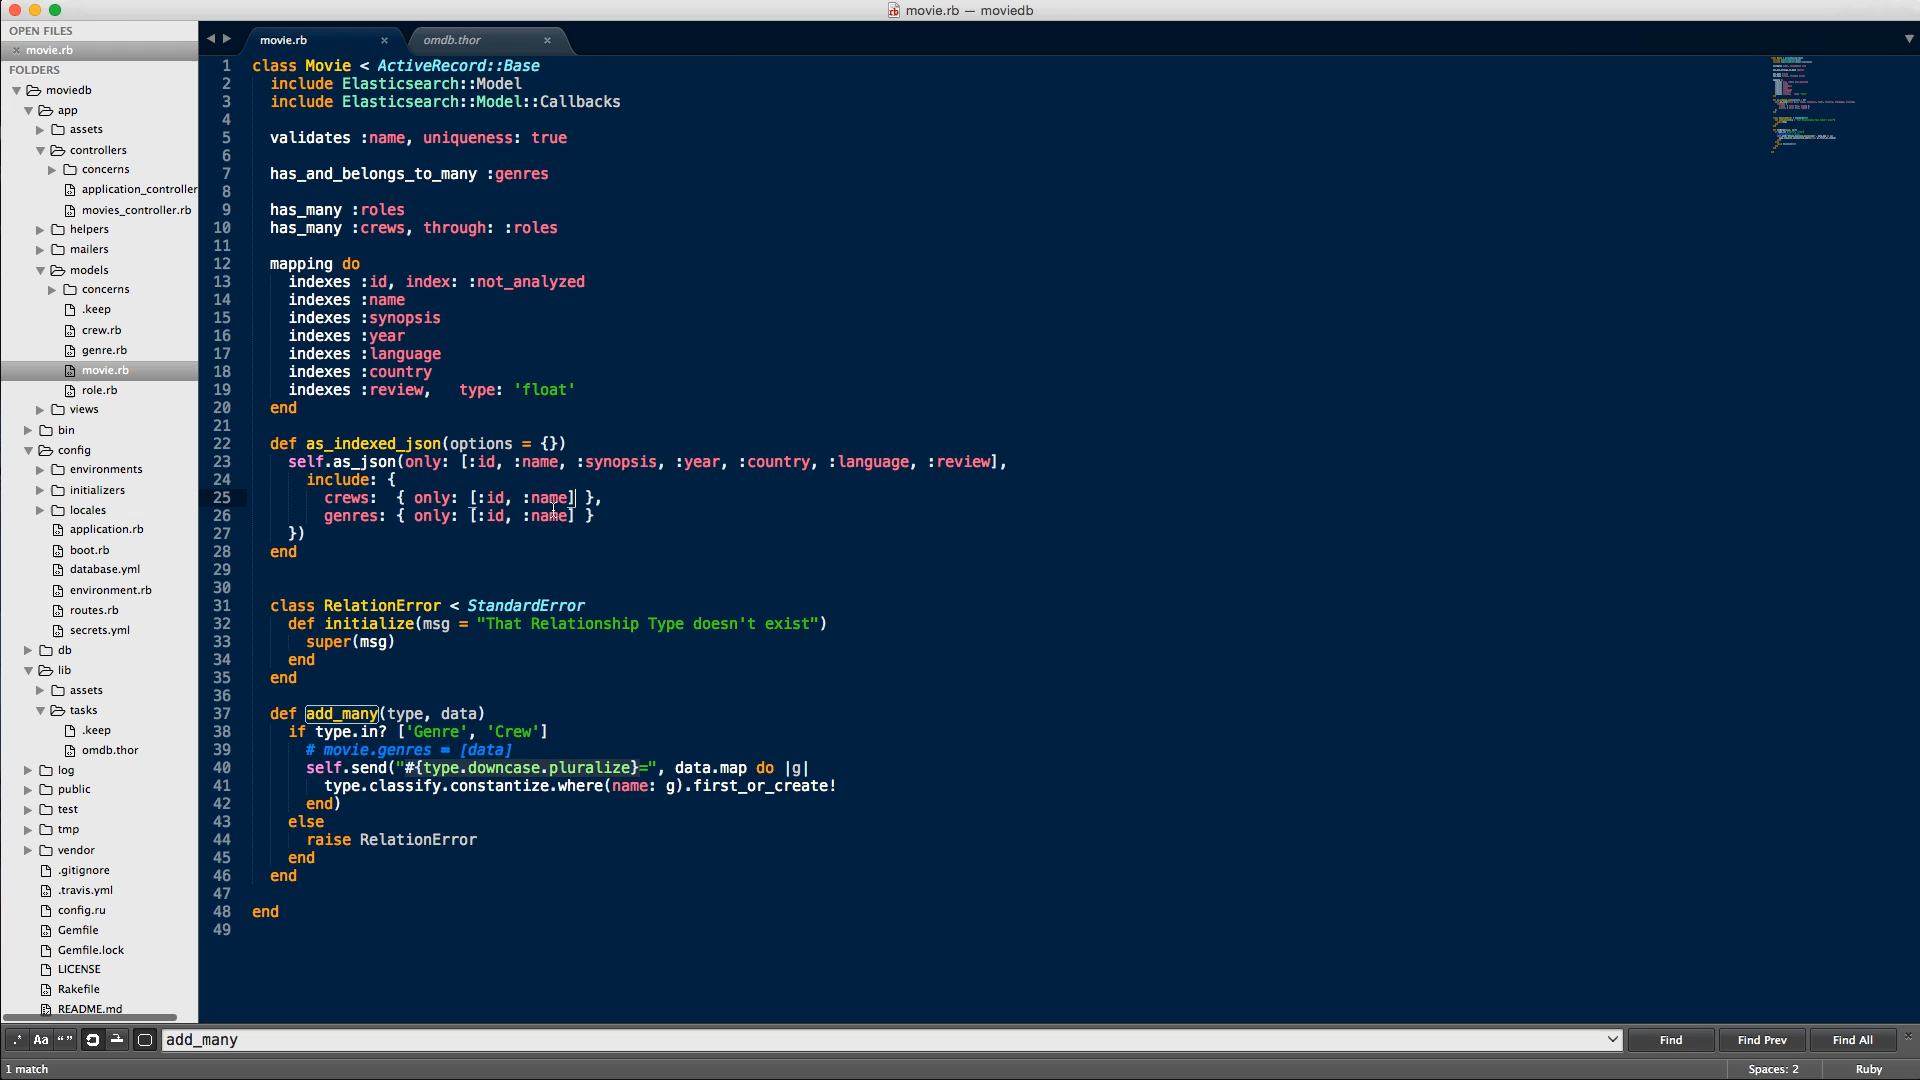 movie.rb — moviedb
OPEN FILES
movie.rb
FOLDERS
moviedb
app
assets
controllers
concerns
application_controller
movies_controller.rb
helpers
mailers
models
concerns
.keep
crew.rb
genre.rb
movie.rb
role.rb
views
bin
config
environments
initializers
locales
application.rb
boot.rb
database.yml
environment.rb
routes.rb
secrets.yml
db
lib
assets
tasks
.keep
omdb.thor
log
public
test
tmp
vendor
.gitignore
.travis.yml
config.ru
Gemfile
Gemfile.lock
LICENSE
Rakefile
README.md
movie.rb
omdb.thor
1 class Movie < ActiveRecord::Base
2 include Elasticsearch::Model
3 include Elasticsearch::Model::Callbacks
4
5 validates :name, uniqueness: true
6
7 has_and_belongs_to_many :genres
8
9 has_many :roles
10 has_many :crews, through: :roles
11
12 mapping do
13 indexes :id, index: :not_analyzed
14 indexes :name
15 indexes :synopsis
16 indexes :year
17 indexes :language
18 indexes :country
19 indexes :review,   type: 'float'
20 end
21
22 def as_indexed_json(options = {})
23 self.as_json(only: [:id, :name, :synopsis, :year, :country, :language, :review],
24 include: {
25 crews:  { only: [:id, :name] },
26 genres: { only: [:id, :name] }
27 })
28 end
29
30
31 class RelationError < StandardError
32 def initialize(msg = "That Relationship Type doesn't exist")
33 super(msg)
34 end
35 end
36
37 def add_many(type, data)
38 if type.in? ['Genre', 'Crew']
39 # movie.genres = [data]
40 self.send("#{type.downcase.pluralize}=", data.map do |g|
41 type.classify.constantize.where(name: g).first_or_create!
42 end)
43 else
44 raise RelationError
45 end
46 end
47
48 end
49
.* Aa “”
add_many
Find
Find Prev
Find All
1 match
Spaces: 2
Ruby